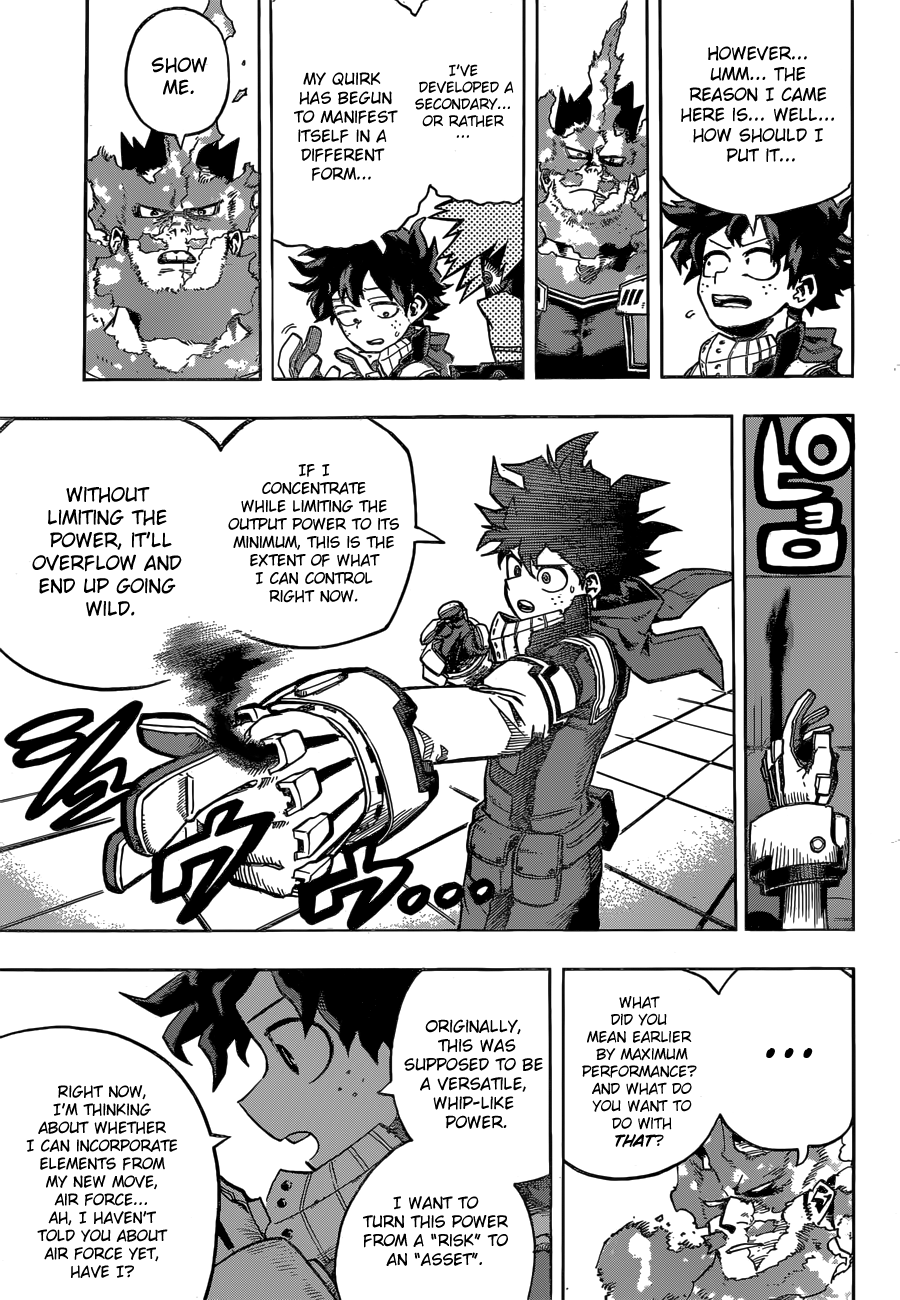 HOWEVER...
UMM... THE
REASON I CAME
HERE IS... WELL...
HOW SHOULD I
PUT IT...
I'VE
DEVELOPED A
SECONDARY...
OR RATHER
...
MY QUIRK
HAS BEGUN
TO MANIFEST
ITSELF IN A
DIFFERENT
FORM...
SHOW
ME.
IF I
CONCENTRATE
WHILE LIMITING THE
OUTPUT POWER TO ITS
MINIMUM, THIS IS THE
EXTENT OF WHAT
I CAN CONTROL
RIGHT NOW.
WITHOUT
LIMITING THE
POWER, IT'LL
OVERFLOW AND
END UP GOING
WILD.
...
WHAT
DID YOU
MEAN EARLIER
BY MAXIMUM
PERFORMANCE?
AND WHAT DO
YOU WANT TO
DO WITH
THAT?
ORIGINALLY,
THIS WAS
SUPPOSED TO BE
A VERSATILE,
WHIP-LIKE
POWER.
I WANT TO
TURN THIS POWER
FROM A "RISK" TO
AN "ASSET".
RIGHT NOW,
I'M THINKING
ABOUT WHETHER
I CAN INCORPORATE
ELEMENTS FROM
MY NEW MOVE,
AIR FORCE...
AH, I HAVEN'T
TOLD YOU ABOUT
AIR FORCE YET,
HAVE I?